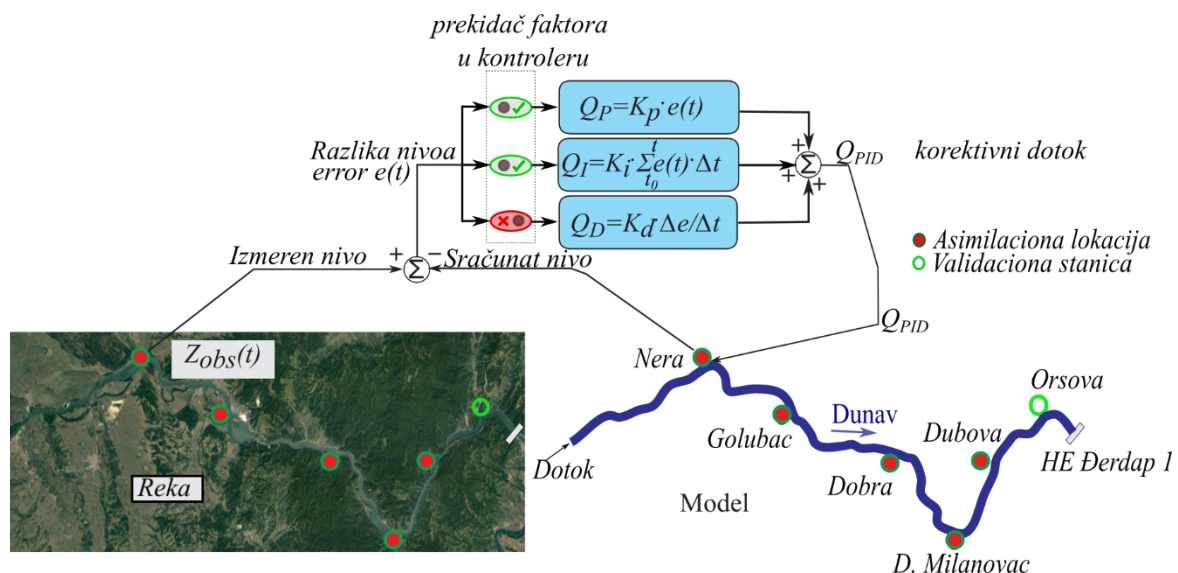 prekidač faktora
u kontroleru
Q_P=K_p·e(t)
Razlika nivoa
error e(t)
Q_I=K_i·Σ_{t_0}^{t}e(t)·Δt
Q_D=K_d·Δe/Δt
+
+
+
+
Σ
Q_PID
korektivni dotok
Izmeren nivo
+
Σ
−
Sračunat nivo
Asimilaciona lokacija
Validaciona stanica
Q_PID
Z_obs(t)
Nera
Orsova
Dunav
Golubac
Dubova
HE Đerdap 1
Dotok
Dobra
Reka
Model
D. Milanovac